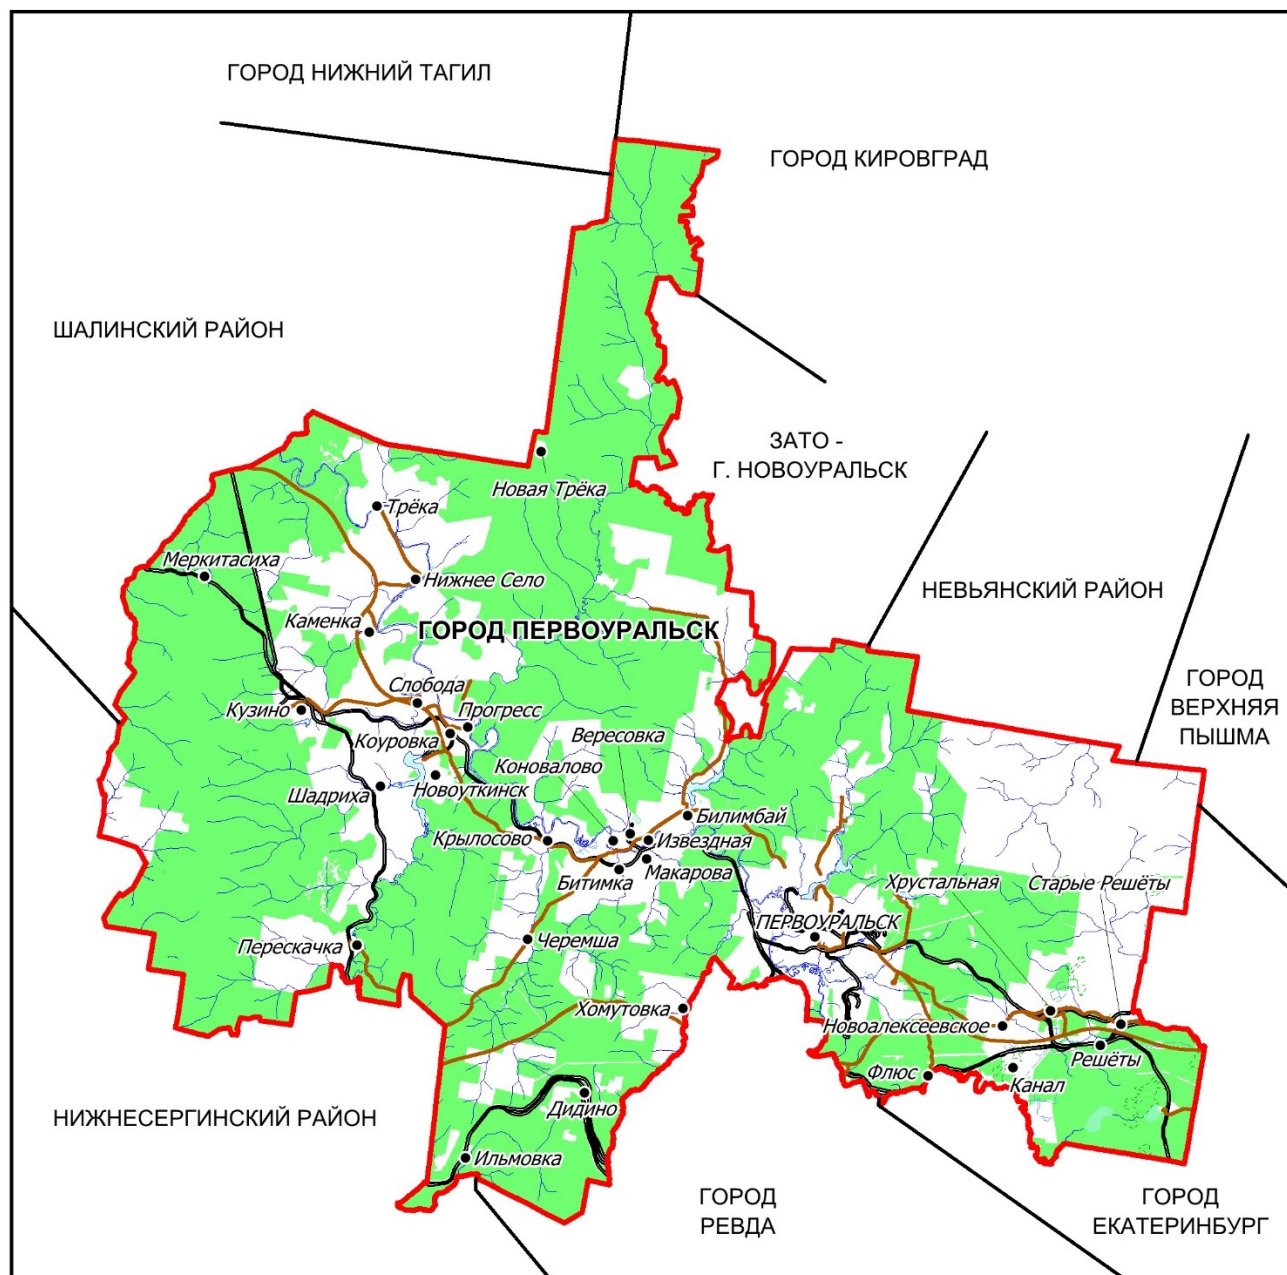 ГОРОД НИЖНИЙ ТАГИЛ
ГОРОД КИРОВГРАД
ШАЛИНСКИЙ РАЙОН
ЗАТО -
Г. НОВОУРАЛЬСК
Новая Трёка
Трёка
Меркитасиха
Нижнее Село
НЕВЬЯНСКИЙ РАЙОН
Каменка
ГОРОД ПЕРВОУРАЛЬСК
ГОРОД
ВЕРХНЯЯ
ПЫШМА
Слобода
Кузино
Прогресс
Коуровка
Вересовка
Коновалово
Шадриха
Новоуткинск
Билимбай
Крылосово
Извездная
Битимка
Макарова
Хрустальная
Старые Решёты
ПЕРВОУРАЛЬСК
Перескачка
Черемша
Хомутовка
Новоалексеевское
Решёты
Флюс
Канал
Дидино
НИЖНЕСЕРГИНСКИЙ РАЙОН
Ильмовка
ГОРОД
РЕВДА
ГОРОД
ЕКАТЕРИНБУРГ